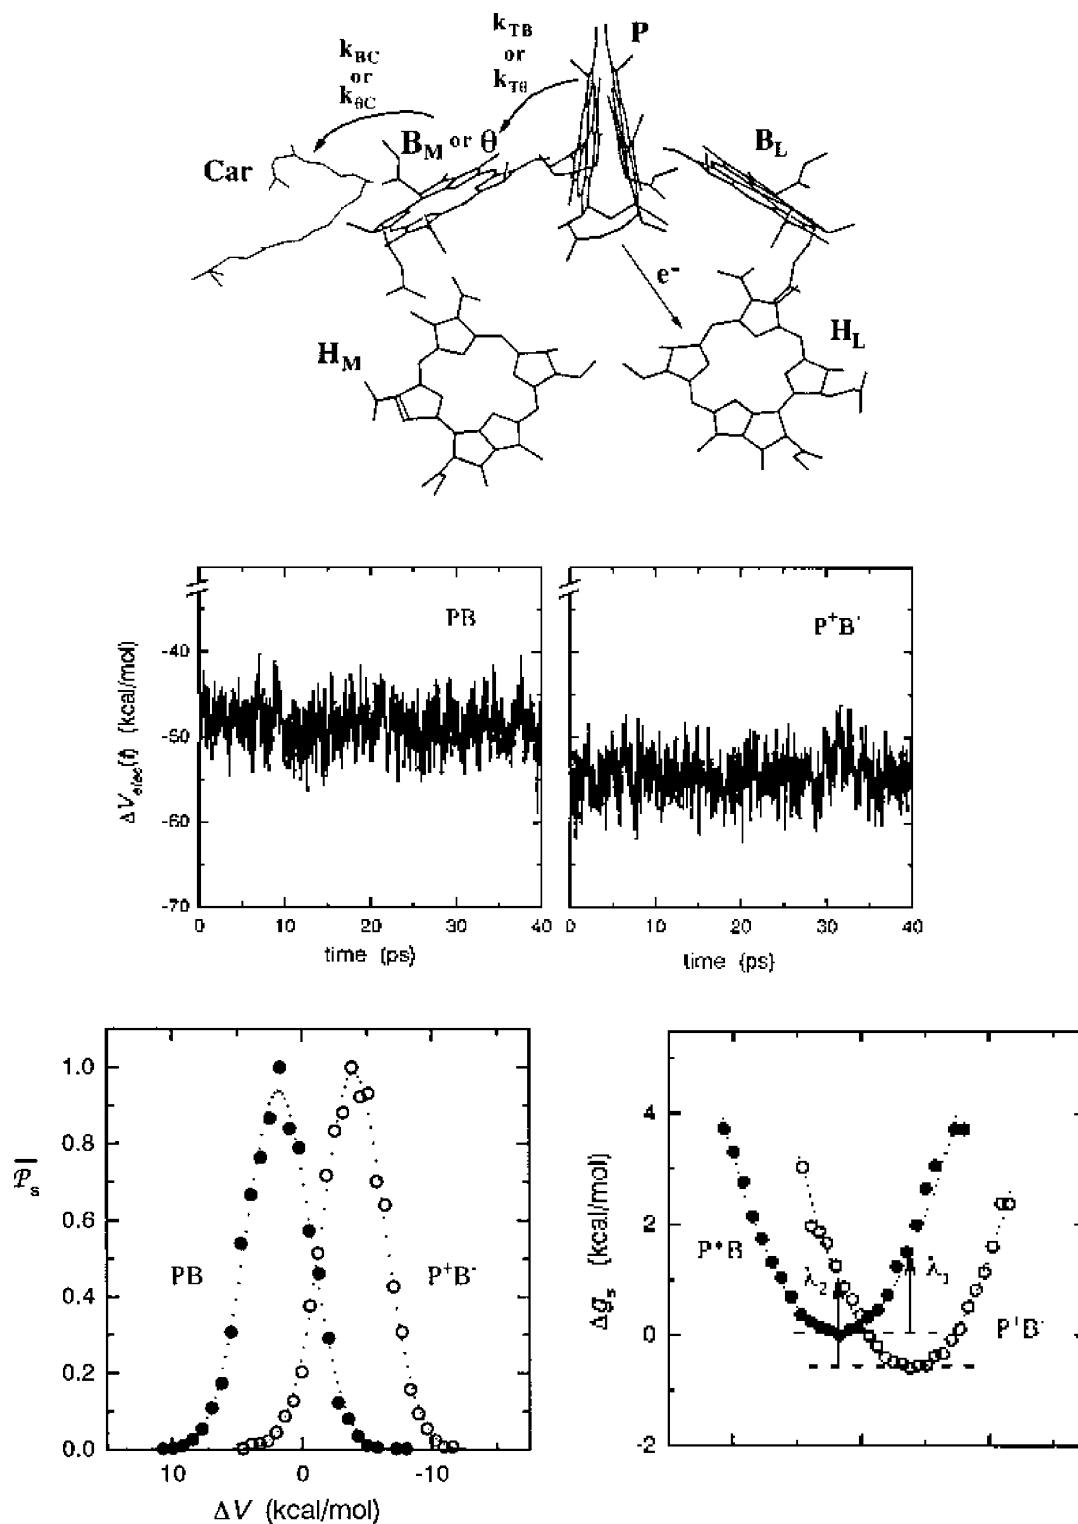 k_TB
or
k_Tθ
P
k_BC
or
k_θC
B_M or θ
B_L
Car
e⁻
H_M
H_L
PB
P⁺B⁻
ΔV_elec(t) (kcal/mol)
-40
-50
-60
-70
0 10 20 30 40
0 10 20 30 40
time (ps)
time (ps)
1.0
0.8
0.6
0.4
0.2
0.0
P̅_s
PB
P⁺B⁻
10 0 -10
ΔV (kcal/mol)
4
2
0
-2
Δg_s (kcal/mol)
P*B
λ_2
λ_1
P⁺B⁻